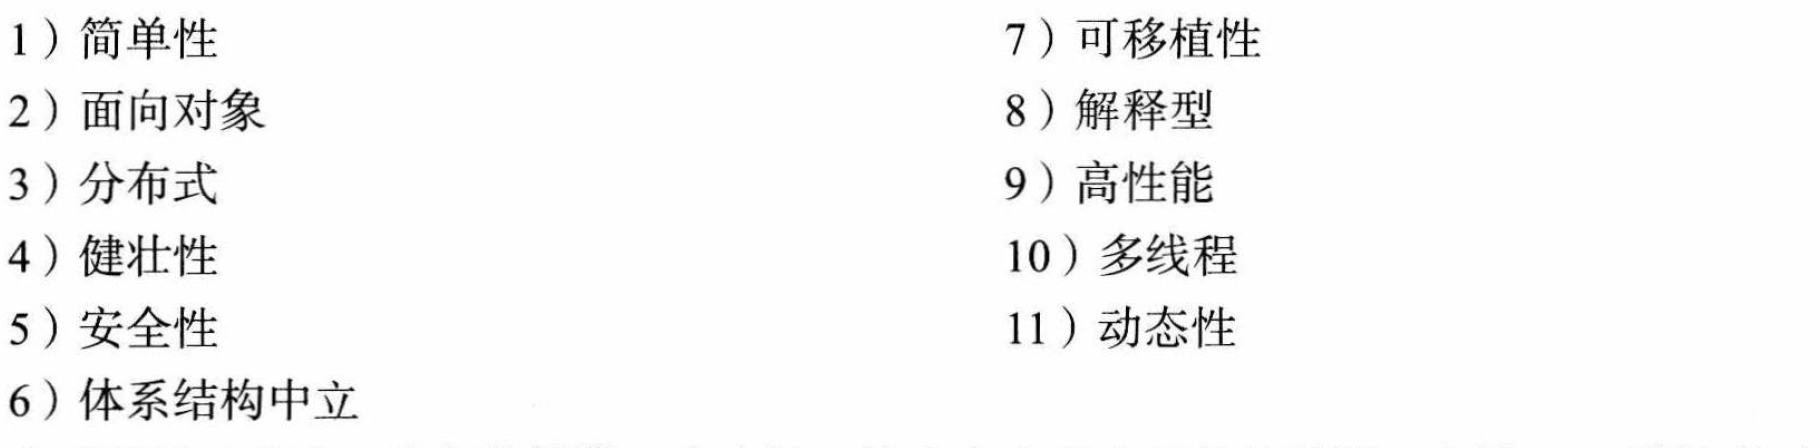 1）简单性
2）面向对象
3）分布式
4）健壮性
5）安全性
6）体系结构中立
7）可移植性
8）解释型
9）高性能
10）多线程
11）动态性